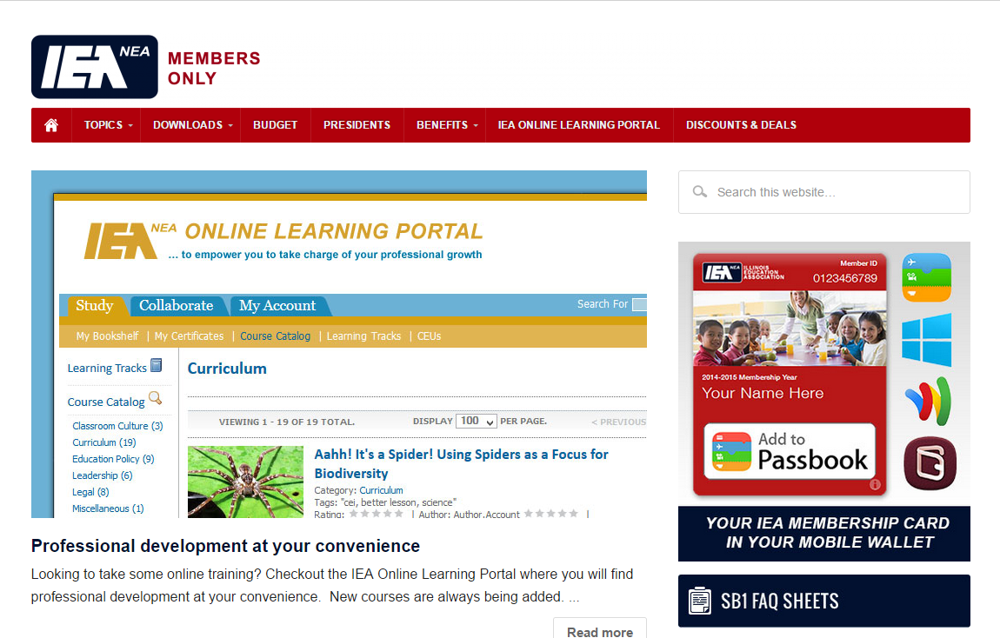 IEA NEA
MEMBERS
ONLY
TOPICS
DOWNLOADS
BUDGET
PRESIDENTS
BENEFITS
IEA ONLINE LEARNING PORTAL
DISCOUNTS & DEALS
IEA NEA ONLINE LEARNING PORTAL
... to empower you to take charge of your professional growth
Study
Collaborate
My Account
Search For
My Bookshelf | My Certificates | Course Catalog | Learning Tracks | CEUs
Learning Tracks
Course Catalog
Classroom Culture (3)
Curriculum (19)
Education Policy (9)
Leadership (6)
Legal (8)
Miscellaneous (1)
Curriculum
VIEWING 1 - 19 OF 19 TOTAL.
DISPLAY 100 PER PAGE.
< PREVIOUS
Aahh! It's a Spider! Using Spiders as a Focus for
Biodiversity
Category: Curriculum
Tags: "cei, better lesson, science"
Rating: | Author: Author.Account |
Professional development at your convenience
Looking to take some online training? Checkout the IEA Online Learning Portal where you will find
professional development at your convenience. New courses are always being added. ...
Read more
Search this website…
IEA NEA ILLINOIS
EDUCATION
ASSOCIATION
Member ID
0123456789
2014-2015 Membership Year
Your Name Here
Add to
Passbook
YOUR IEA MEMBERSHIP CARD
IN YOUR MOBILE WALLET
SB1 FAQ SHEETS